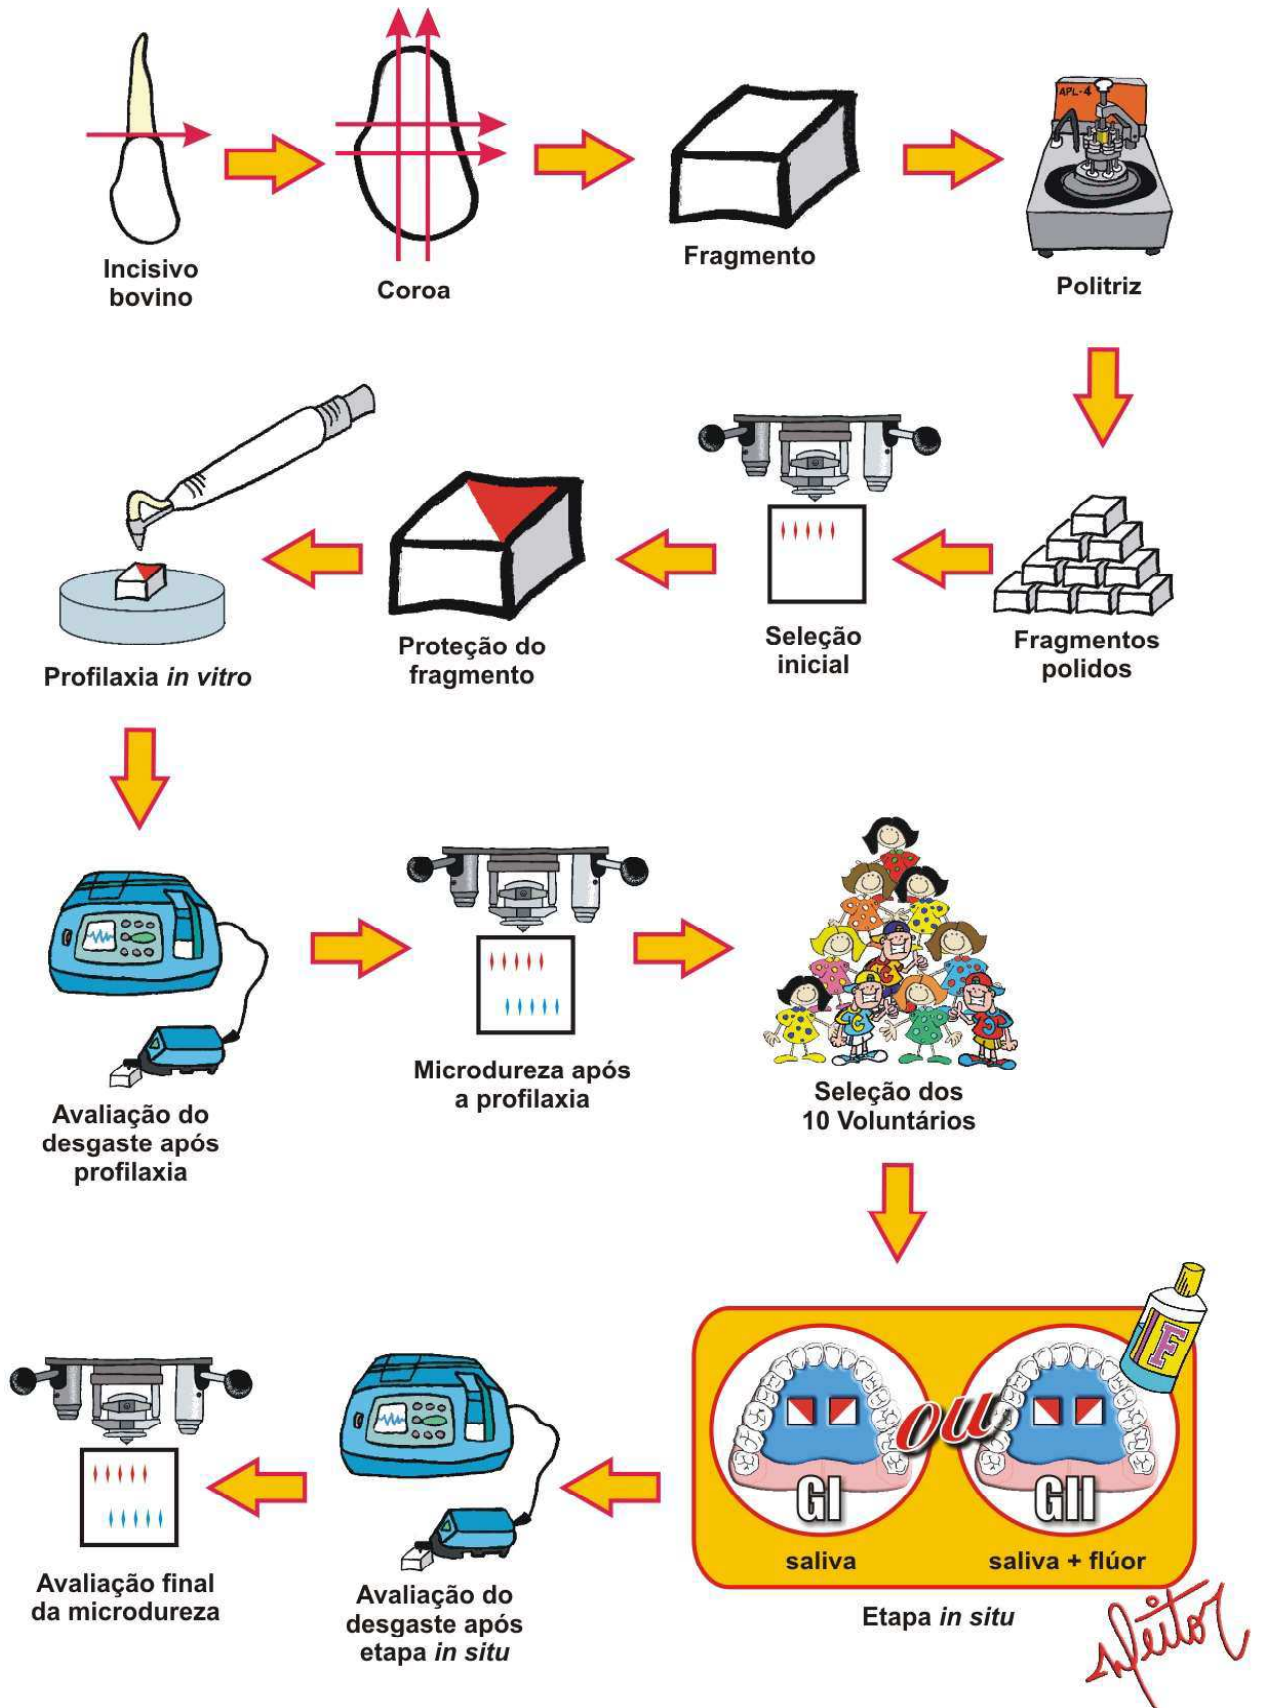 Incisivo
bovino
Coroa
Fragmento
APL-4
Politriz
Fragmentos
polidos
Seleção
inicial
Proteção do
fragmento
Profilaxia in vitro
Avaliação do
desgaste após
profilaxia
Microdureza após
a profilaxia
Seleção dos
10 Voluntários
F
GI
ou
GII
saliva
saliva + flúor
Etapa in situ
Avaliação do
desgaste após
etapa in situ
Avaliação final
da microdureza
Heitor